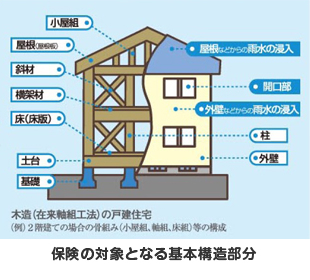 小屋組
屋根(屋根板)
斜材
横架材
床(床版)
土台
基礎
屋根などからの雨水の浸入
開口部
外壁などからの雨水の浸入
柱
外壁
木造(在来軸組工法)の戸建住宅
(例)2階建ての場合の骨組み(小屋組、軸組、床組)等の構成
保険の対象となる基本構造部分